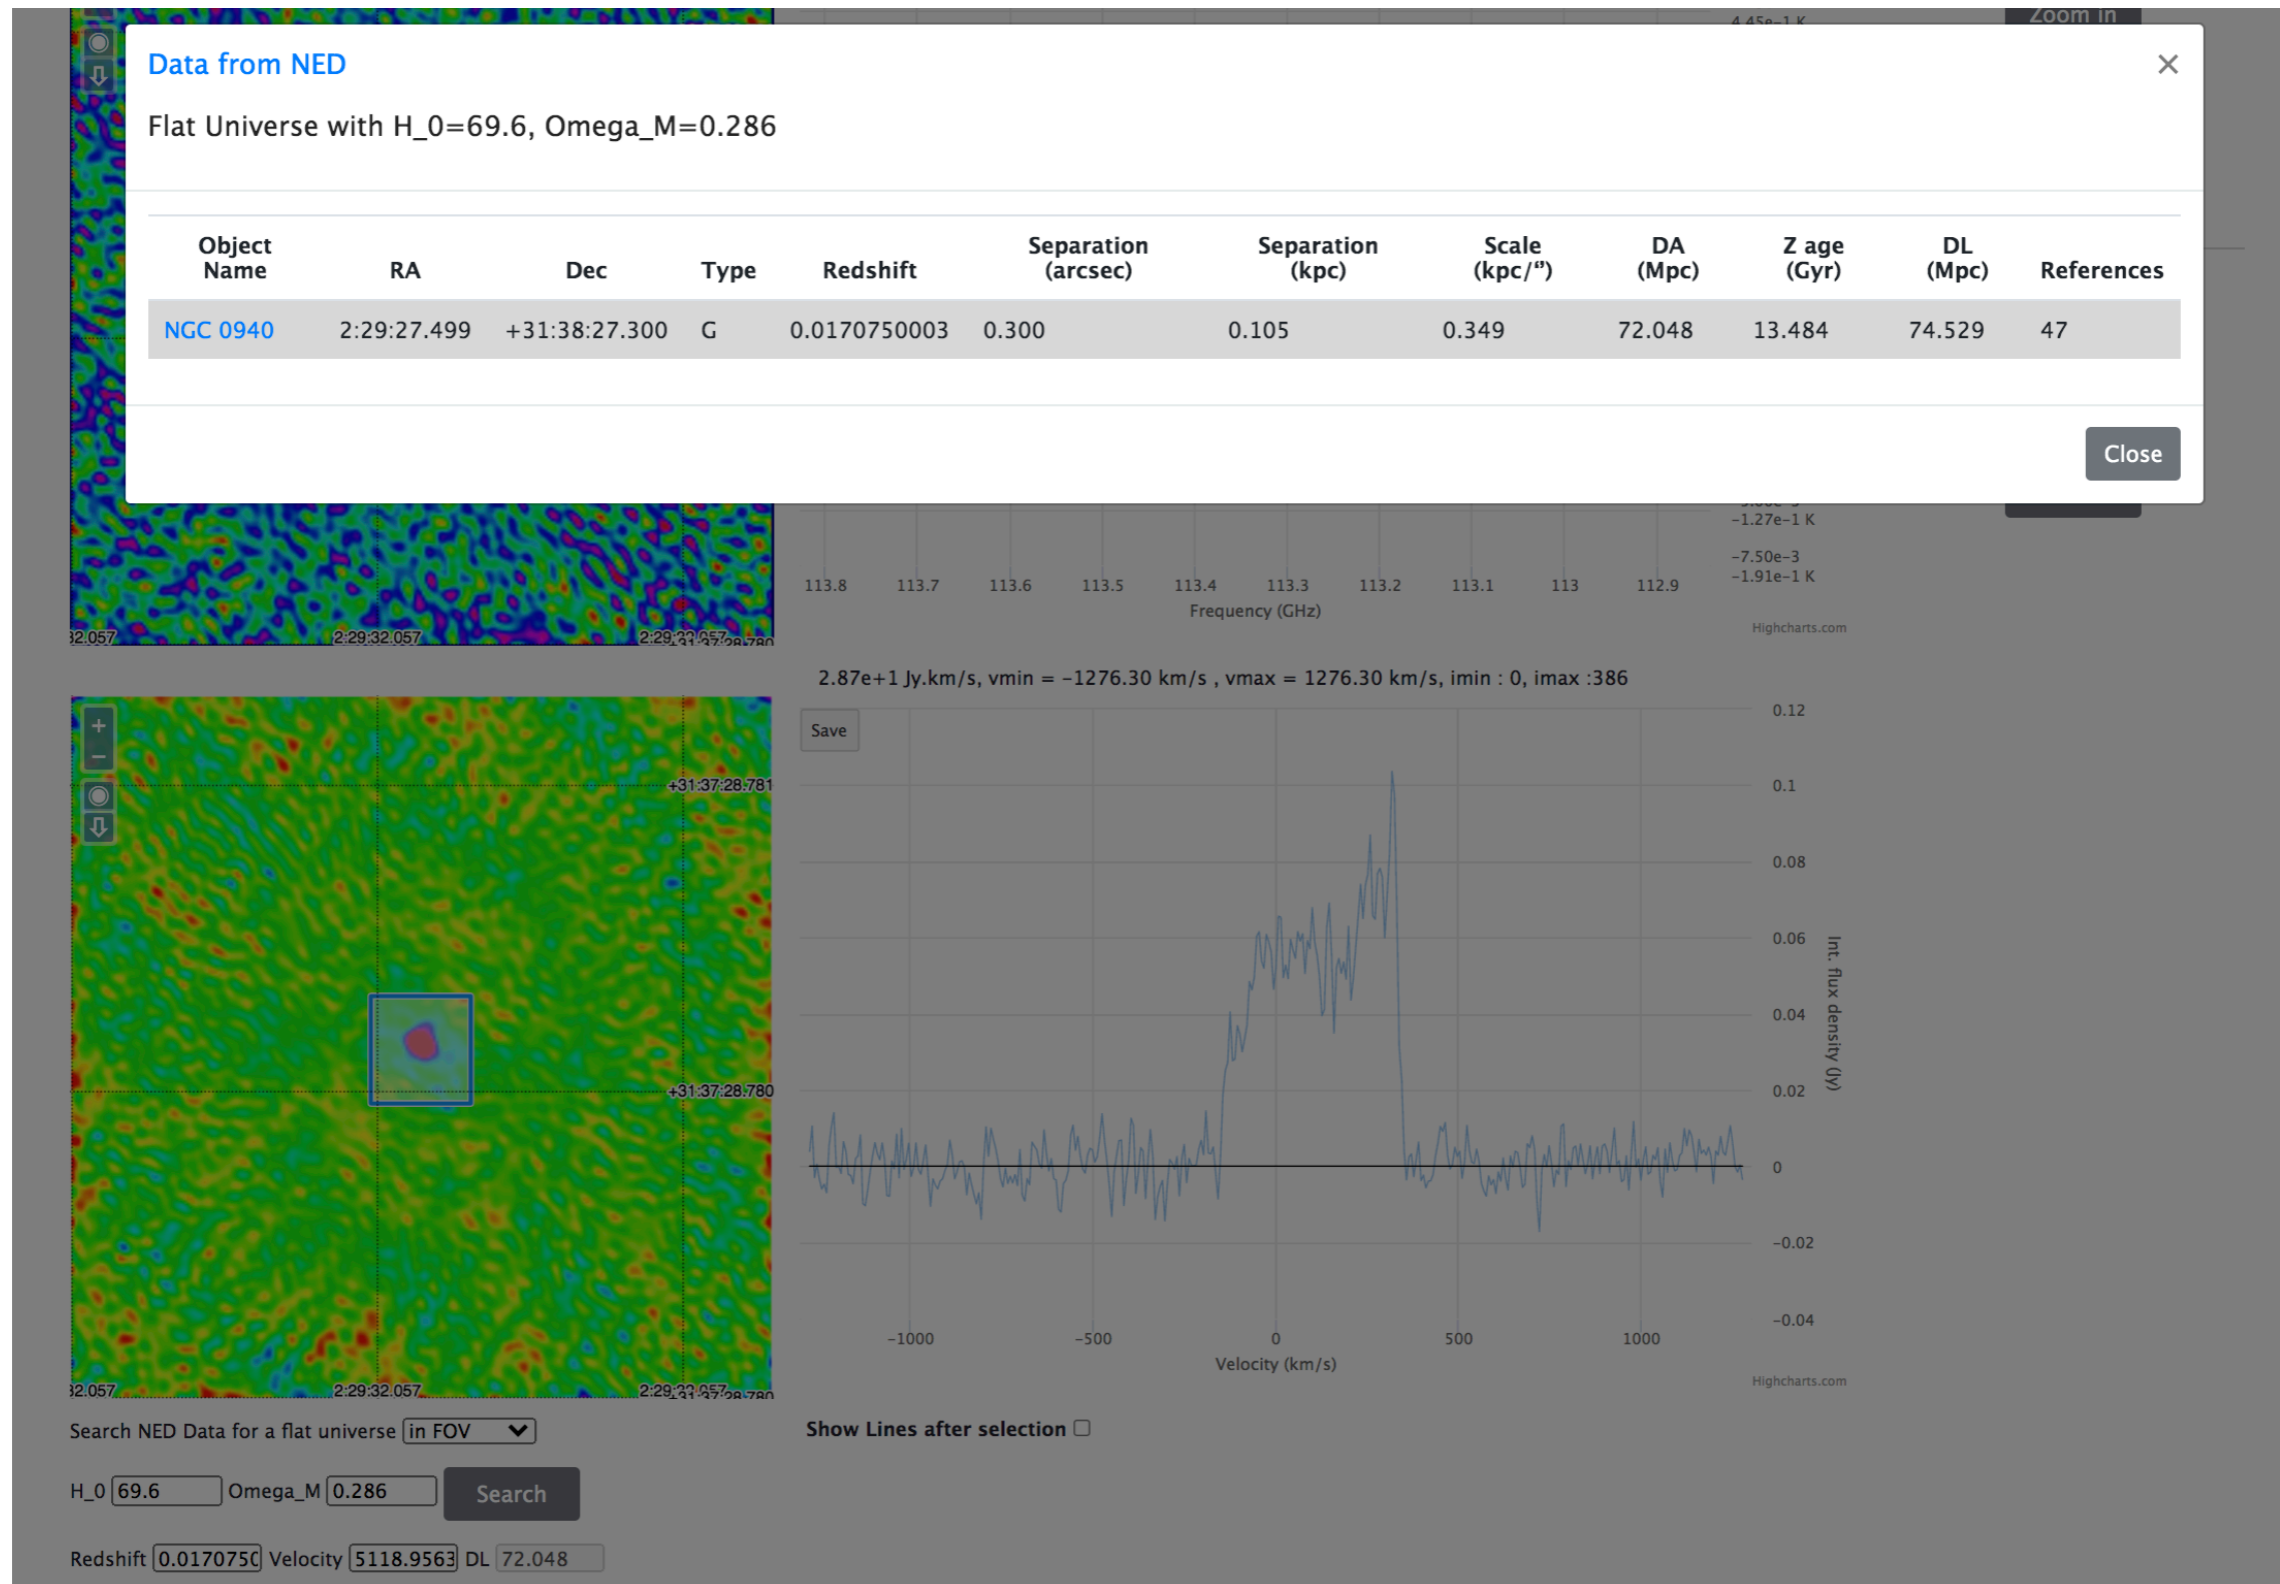 4.45e-1 K
Zoom in
Data from NED
×
Flat Universe with H_0=69.6, Omega_M=0.286
Object Name RA Dec Type Redshift Separation (arcsec) Separation (kpc) Scale (kpc/") DA (Mpc) Z age (Gyr) DL (Mpc) References
NGC 0940 2:29:27.499 +31:38:27.300 G 0.0170750003 0.300 0.105 0.349 72.048 13.484 74.529 47
Close
-1.27e-1 K
-7.50e-3
-1.91e-1 K
113.8 113.7 113.6 113.5 113.4 113.3 113.2 113.1 113 112.9
Frequency (GHz)
Highcharts.com
32.057 2:29:32.057
2.87e+1 Jy.km/s, vmin = -1276.30 km/s , vmax = 1276.30 km/s, imin : 0, imax :386
+
−
Save
0.12
+31:37:28.781
0.1
0.08
0.06
0.04
+31:37:28.780
0.02
0
-0.02
-0.04
Int. flux density (Jy)
-1000 -500 0 500 1000
Velocity (km/s)
Highcharts.com
32.057 2:29:32.057
Search NED Data for a flat universe in FOV
Show Lines after selection
H_0 69.6 Omega_M 0.286 Search
Redshift 0.017075 Velocity 5118.9563 DL 72.048